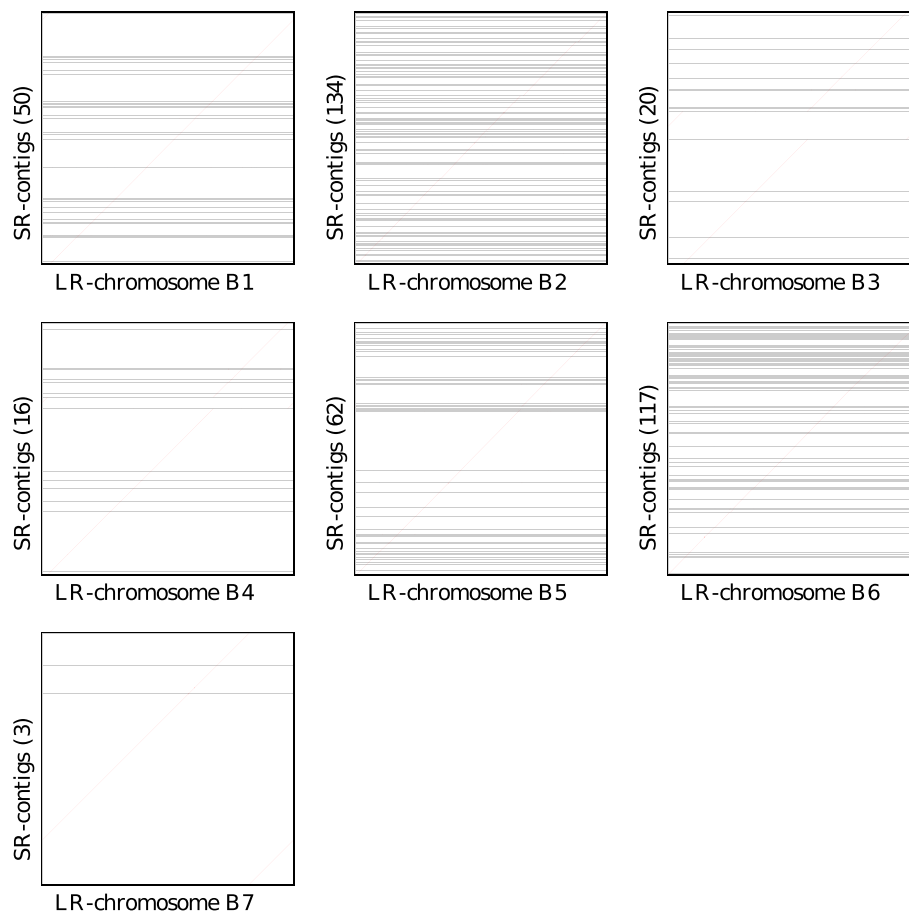 SR-contigs (50)
LR-chromosome B1
SR-contigs (134)
LR-chromosome B2
SR-contigs (20)
LR-chromosome B3
SR-contigs (16)
LR-chromosome B4
SR-contigs (62)
LR-chromosome B5
SR-contigs (117)
LR-chromosome B6
SR-contigs (3)
LR-chromosome B7